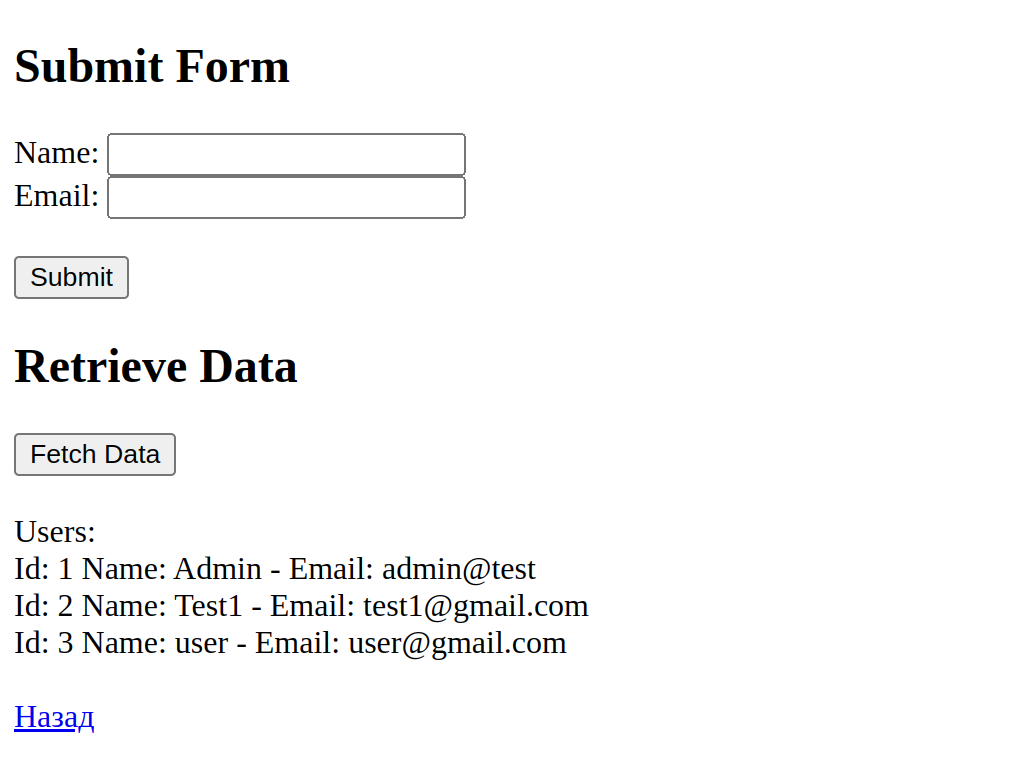 Submit Form
Name:
Email:
Submit
Retrieve Data
Fetch Data
Users:
Id: 1 Name: Admin - Email: admin@test
Id: 2 Name: Test1 - Email: test1@gmail.com
Id: 3 Name: user - Email: user@gmail.com
Назад